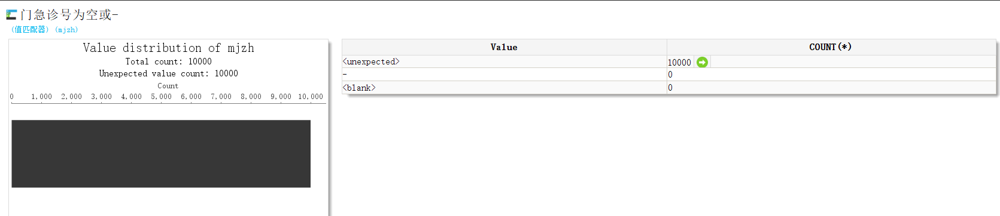 门急诊号为空或-
(值匹配器) (mjzh)
Value distribution of mjzh
Total count: 10000
Unexpected value count: 10000
Count
0 1,000 2,000 3,000 4,000 5,000 6,000 7,000 8,000 9,000 10,000
Value COUNT(*)
<unexpected> 10000
- 0
<blank> 0